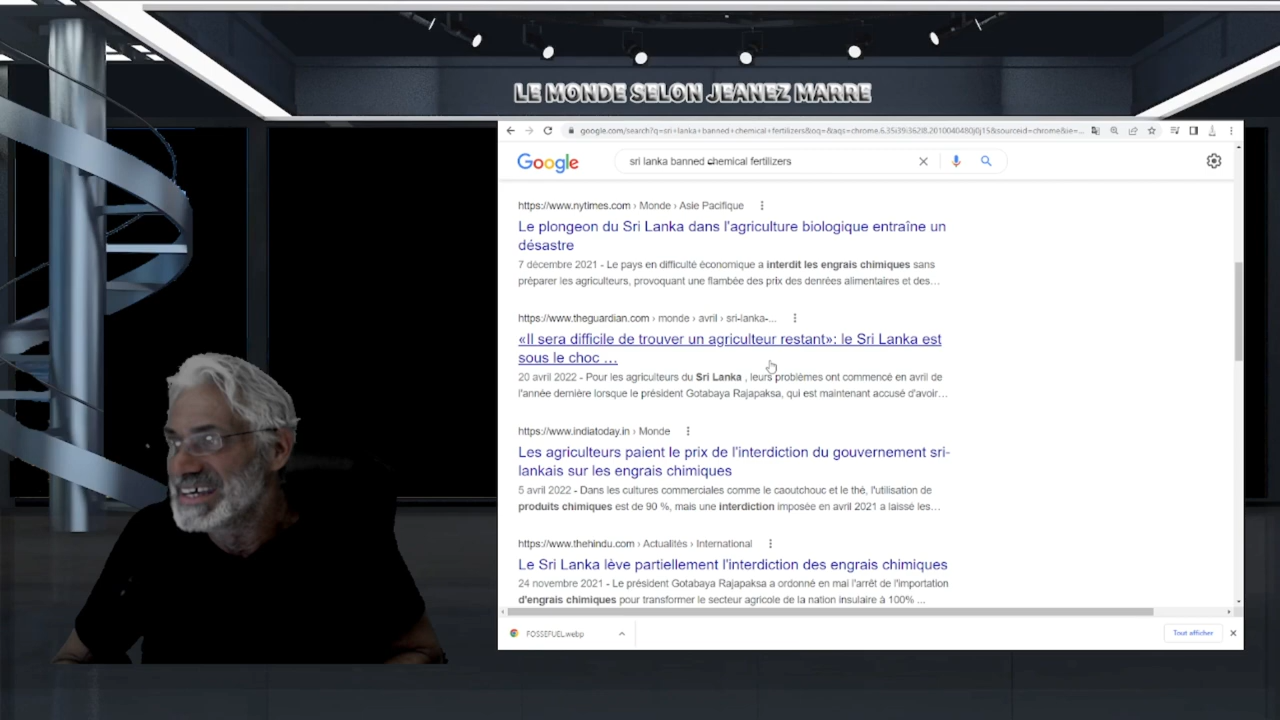 LE MONDE SELON JEANEZ MARRE
google.com/search?q=sri+lanka+banned+chemical+fertilizers&oq=&aqs=chrome.6.35i39i362l8.2010040480j0j15&sourceid=chrome&ie=...
Google
sri lanka banned chemical fertilizers
https://www.nytimes.com › Monde › Asie Pacifique
Le plongeon du Sri Lanka dans l'agriculture biologique entraîne un
désastre
7 décembre 2021 - Le pays en difficulté économique a interdit les engrais chimiques sans
préparer les agriculteurs, provoquant une flambée des prix des denrées alimentaires et des...
https://www.theguardian.com › monde › avril › sri-lanka-...
«Il sera difficile de trouver un agriculteur restant»: le Sri Lanka est
sous le choc ...
20 avril 2022 - Pour les agriculteurs du Sri Lanka , leurs problèmes ont commencé en avril de
l'année dernière lorsque le président Gotabaya Rajapaksa, qui est maintenant accusé d'avoir...
https://www.indiatoday.in › Monde
Les agriculteurs paient le prix de l'interdiction du gouvernement sri-
lankais sur les engrais chimiques
5 avril 2022 - Dans les cultures commerciales comme le caoutchouc et le thé, l'utilisation de
produits chimiques est de 90 %, mais une interdiction imposée en avril 2021 a laissé les...
https://www.thehindu.com › Actualités › International
Le Sri Lanka lève partiellement l'interdiction des engrais chimiques
24 novembre 2021 - Le président Gotabaya Rajapaksa a ordonné en mai l'arrêt de l'importation
d'engrais chimiques pour transformer le secteur agricole de la nation insulaire à 100% ...
FOSSEFUEL.webp
Tout afficher